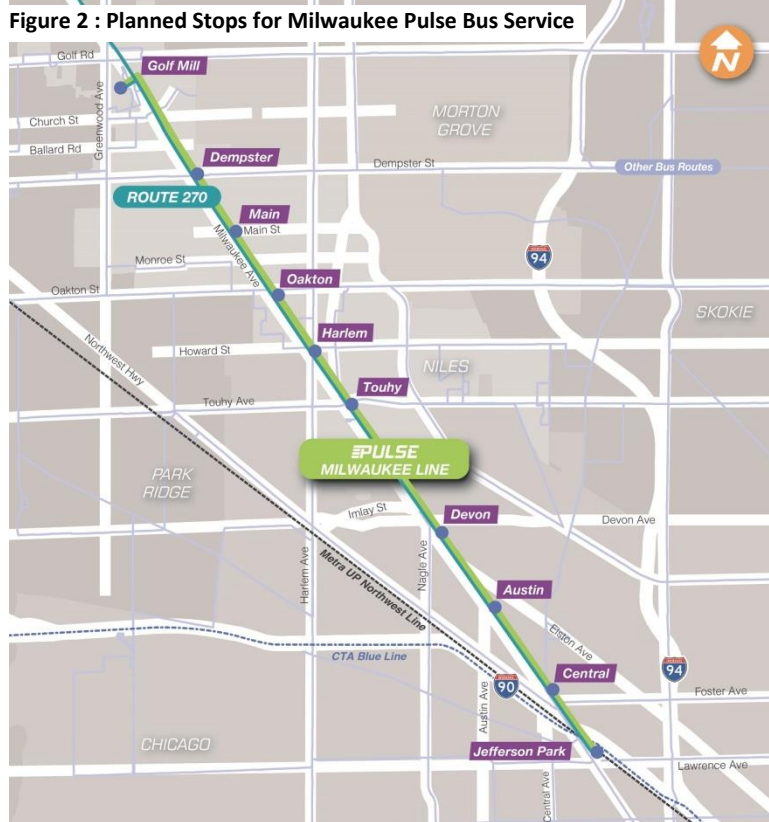 Figure 2 : Planned Stops for Milwaukee Pulse Bus Service
N
Golf Rd
Golf Mill
Greenwood Ave
MORTON
GROVE
Church St
Ballard Rd
Dempster
Dempster St
Other Bus Routes
ROUTE 270
Main
Main St
Milwaukee Ave
Monroe St
94
Oakton St
Oakton
SKOKIE
Northwest Hwy
Harlem
Howard St
NILES
Touhy
Touhy Ave
PULSE
MILWAUKEE LINE
PARK
RIDGE
Imlay St
Devon
Devon Ave
Harlem Ave
Nagle Ave
Metra UP Northwest Line
Austin
Elston Ave
CTA Blue Line
90
Central
94
Austin Ave
Foster Ave
CHICAGO
Jefferson Park
Lawrence Ave
Central Ave